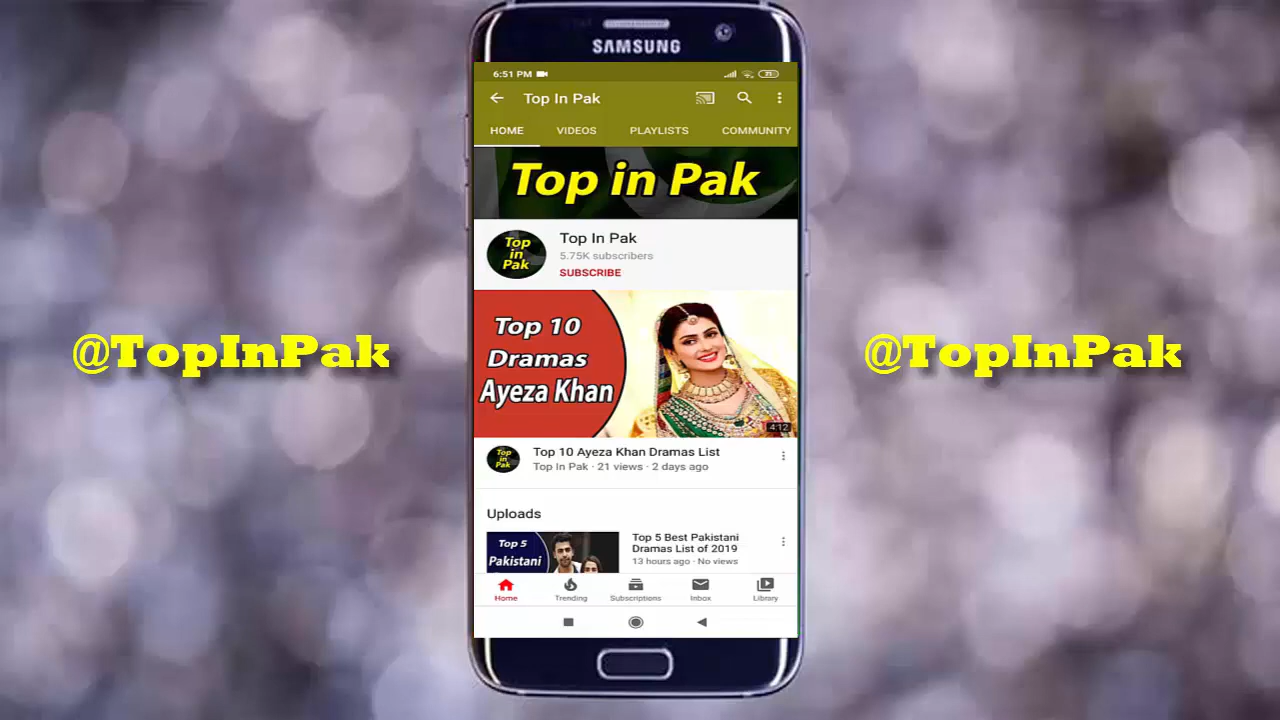 SAMSUNG
6:51 PM
Top In Pak
HOME VIDEOS PLAYLISTS COMMUNITY
Top in Pak
Top
in
Pak
Top In Pak
5.75K subscribers
SUBSCRIBE
@TopInPak
@TopInPak
Top 10
Dramas
Ayeza Khan
4:12
Top
in
Pak
Top 10 Ayeza Khan Dramas List
Top In Pak · 21 views · 2 days ago
Uploads
Top 5
Pakistani
Top 5 Best Pakistani
Dramas List of 2019
13 hours ago · No views
Home Trending Subscriptions Inbox Library